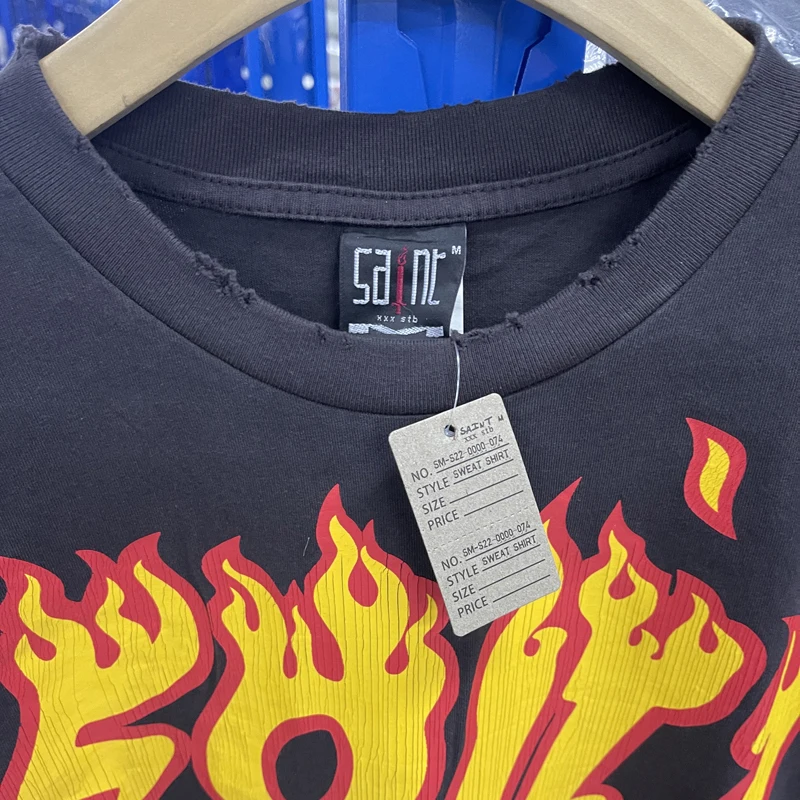 saint M
xxx stb
SAINT M
xxx stb
NO. SM-S22-0000-074
STYLE SWEAT SHIRT
SIZE
PRICE
NO. SM-S22-0000-074
STYLE SWEAT SHIRT
SIZE
PRICE